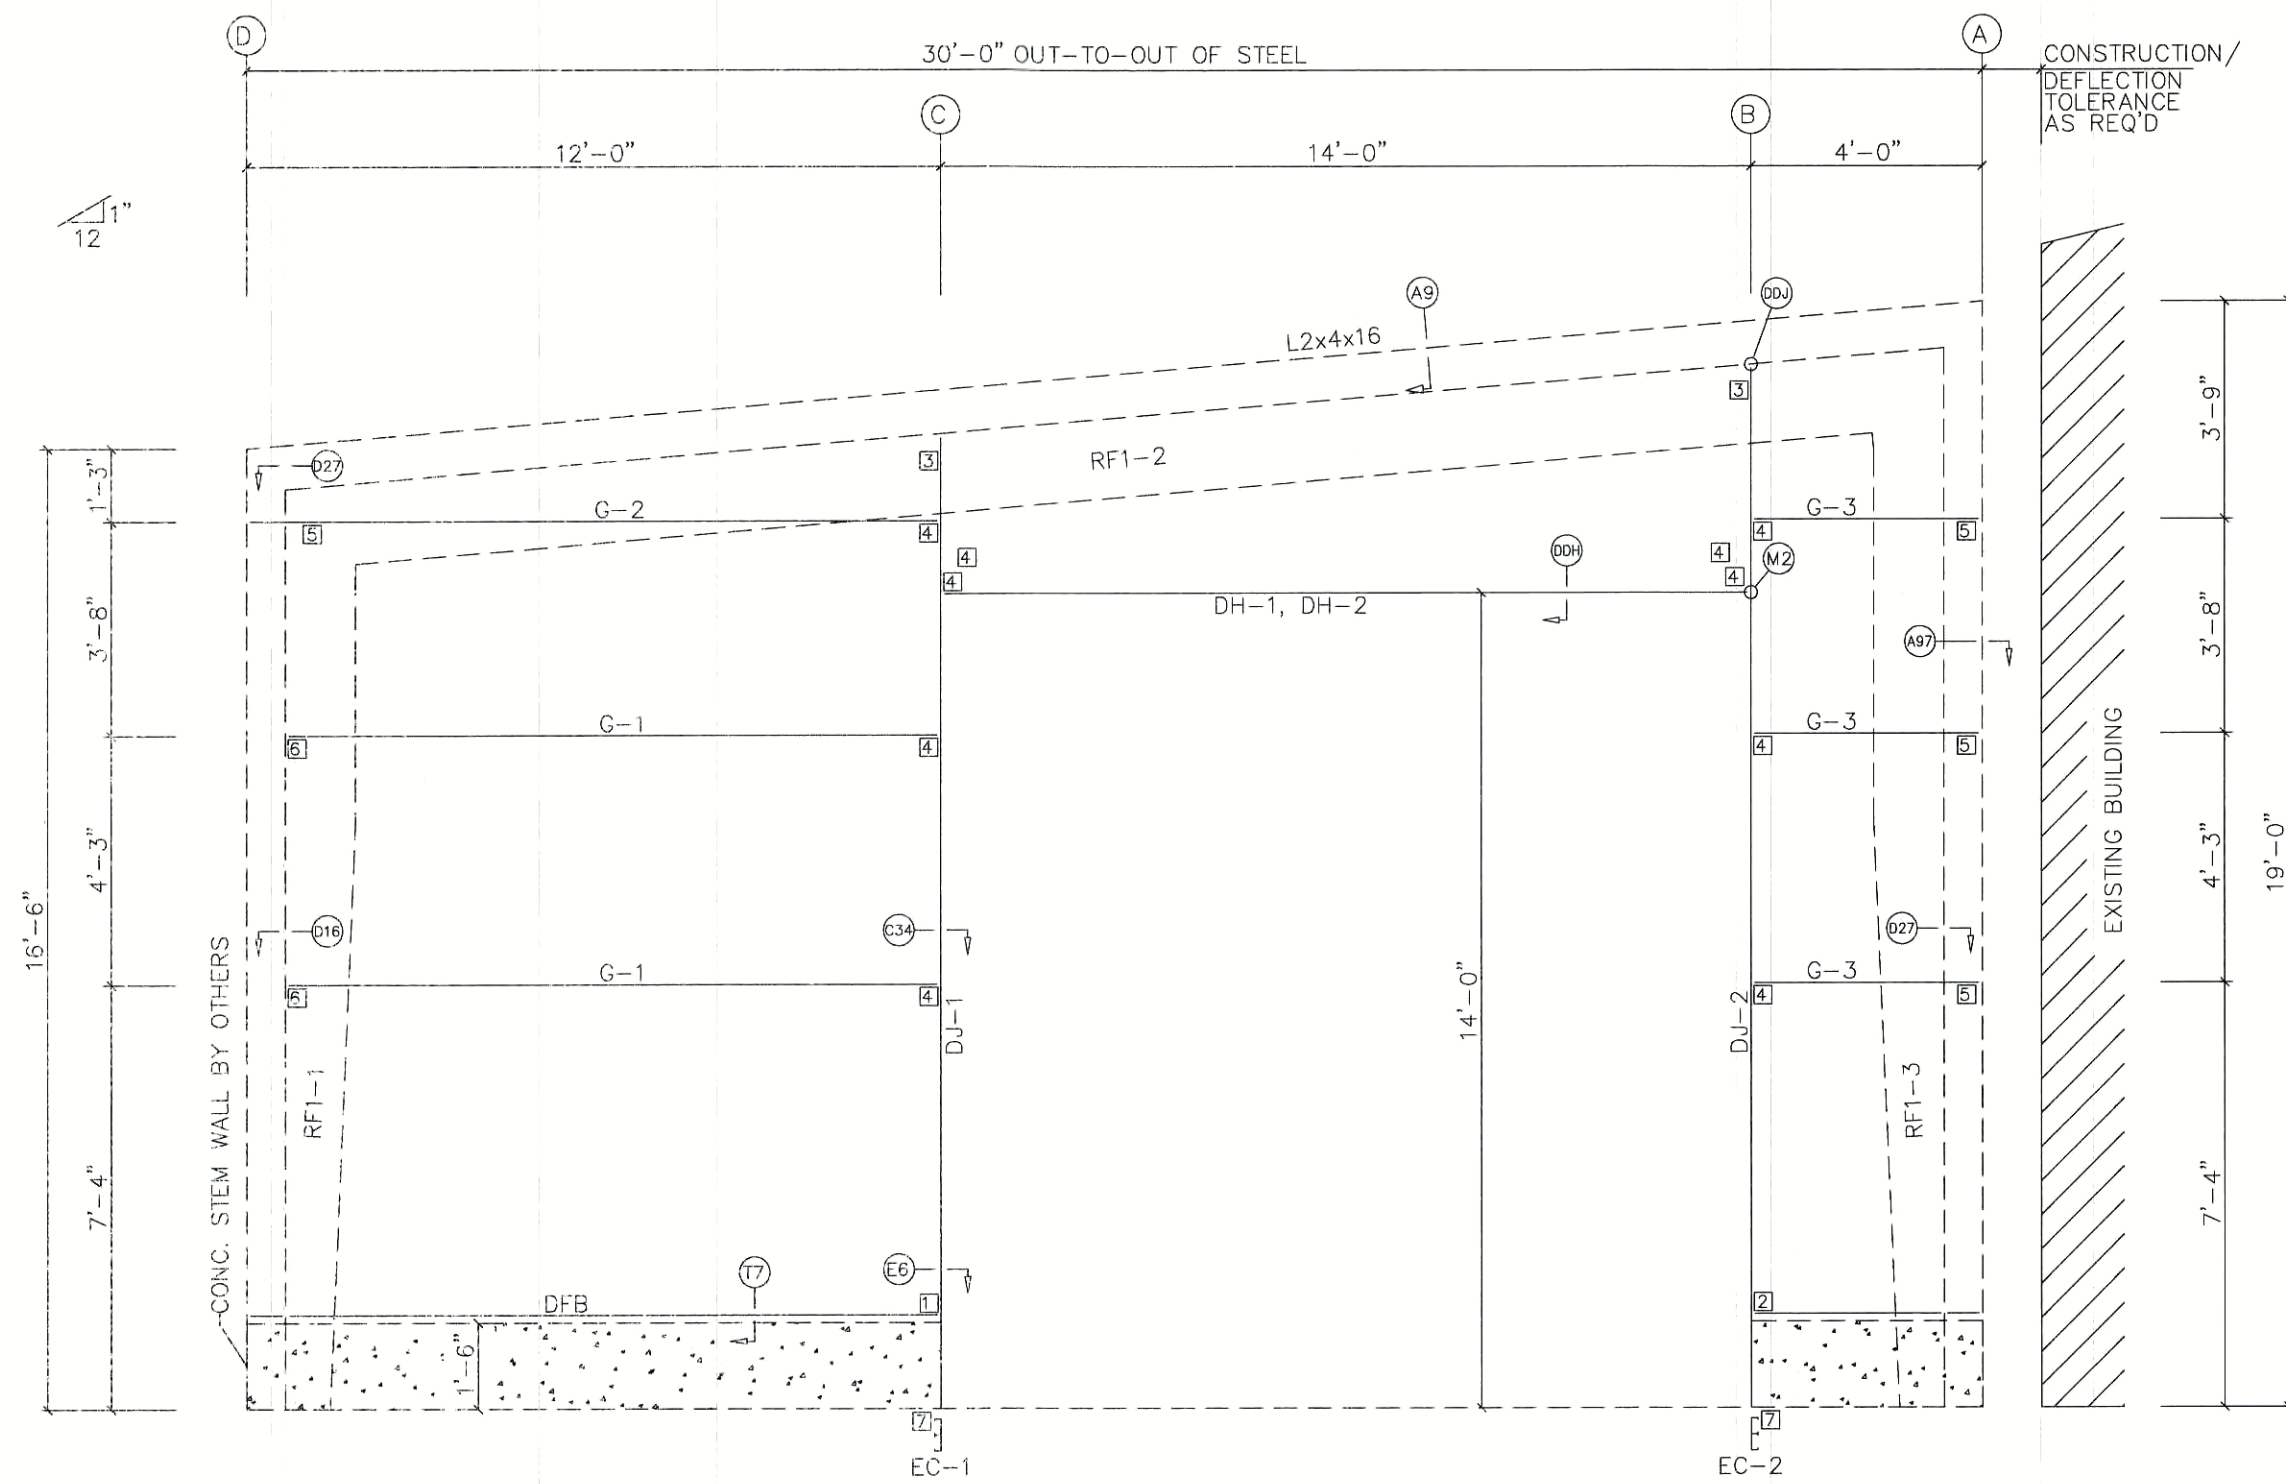 D
A
30'-0" OUT-TO-OUT OF STEEL
CONSTRUCTION/
DEFLECTION
TOLERANCE
AS REQ'D
C
B
12'-0"
14'-0"
4'-0"
1"
12
A9
DDJ
L2x4x16
3
3'-9"
D27
1'-3"
3
RF1-2
G-2
G-3
5
4
4
5
4
DDH
4
M2
4
4
DH-1, DH-2
3'-8"
3'-8"
A97
G-1
G-3
6
4
4
5
EXISTING BUILDING
4'-3"
4'-3"
19'-0"
16'-6"
D16
C34
D27
CONC. STEM WALL BY OTHERS
G-1
G-3
6
4
4
5
DJ-1
14'-0"
DJ-2
RF1-1
RF1-3
7'-4"
7'-4"
T7
E6
DFB
1
2
1'-6"
7
7
EC-1
EC-2